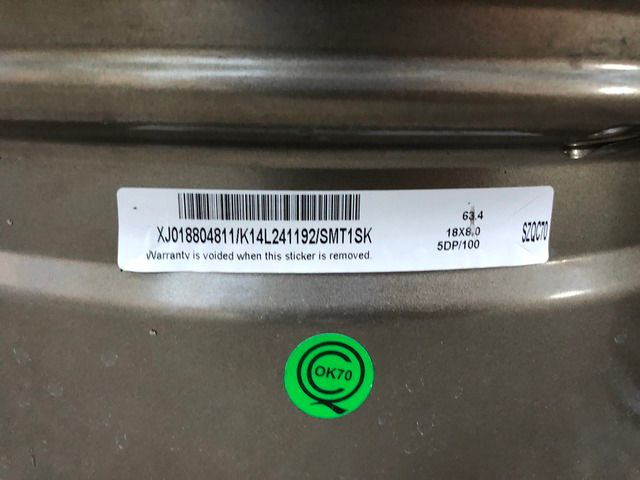 XJ018804811/K14L241192/SMT1SK
Warranty is voided when this sticker is removed.
63.4
18X8.0
5DP/100
SZQC70
QC
OK70